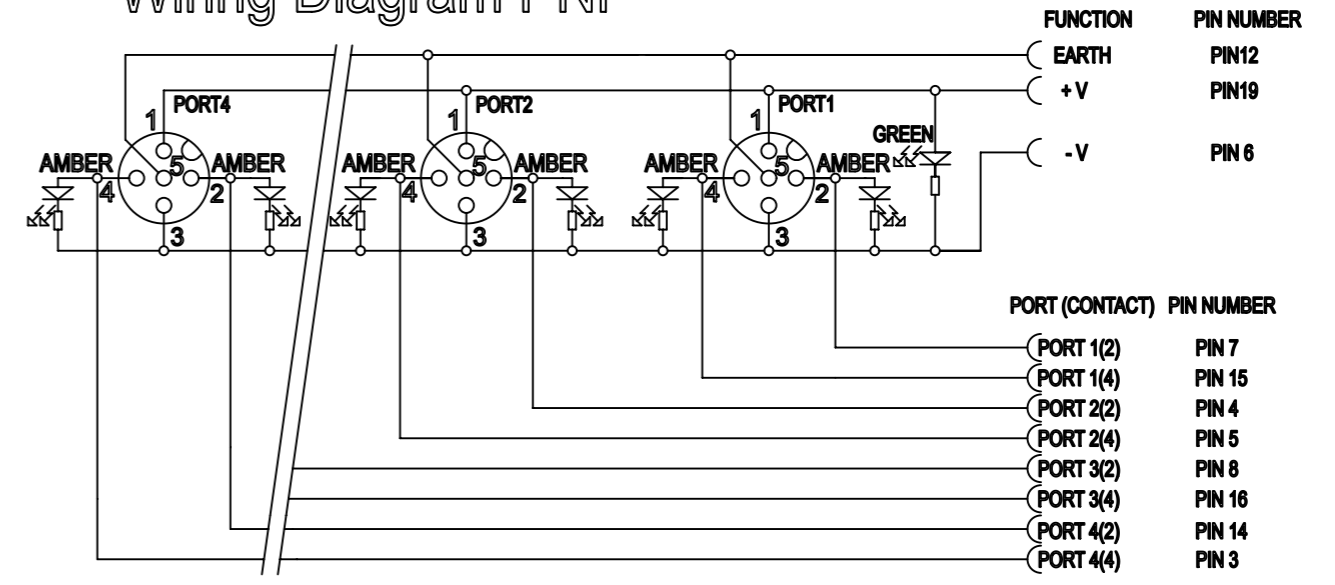 Wiring Diagram PNP
FUNCTION PIN NUMBER
EARTH PIN12
+ V PIN19
- V PIN 6
PORT4 PORT2 PORT1
1 1 1
GREEN
AMBER 5 AMBER AMBER 5 AMBER AMBER 5 AMBER
4 2 4 2 4 2
3 3 3
PORT (CONTACT) PIN NUMBER
PORT 1(2) PIN 7
PORT 1(4) PIN 15
PORT 2(2) PIN 4
PORT 2(4) PIN 5
PORT 3(2) PIN 8
PORT 3(4) PIN 16
PORT 4(2) PIN 14
PORT 4(4) PIN 3